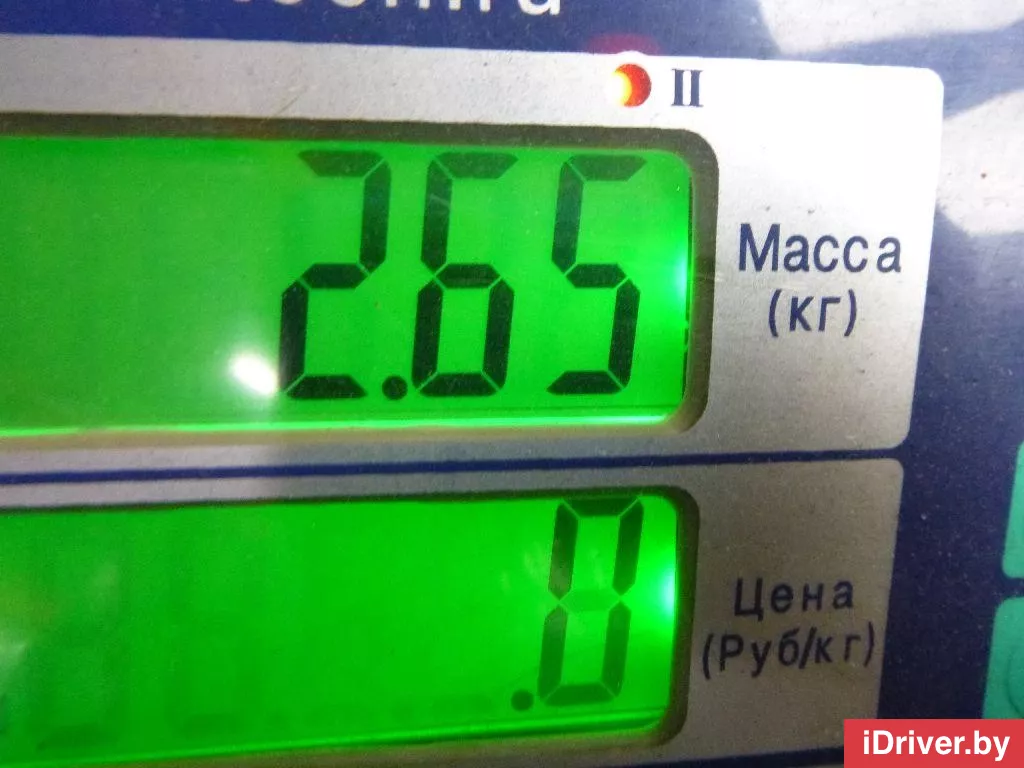 II
2.65
Масса
(кг)
.0
Цена
(Руб/кг)
iDriver.by